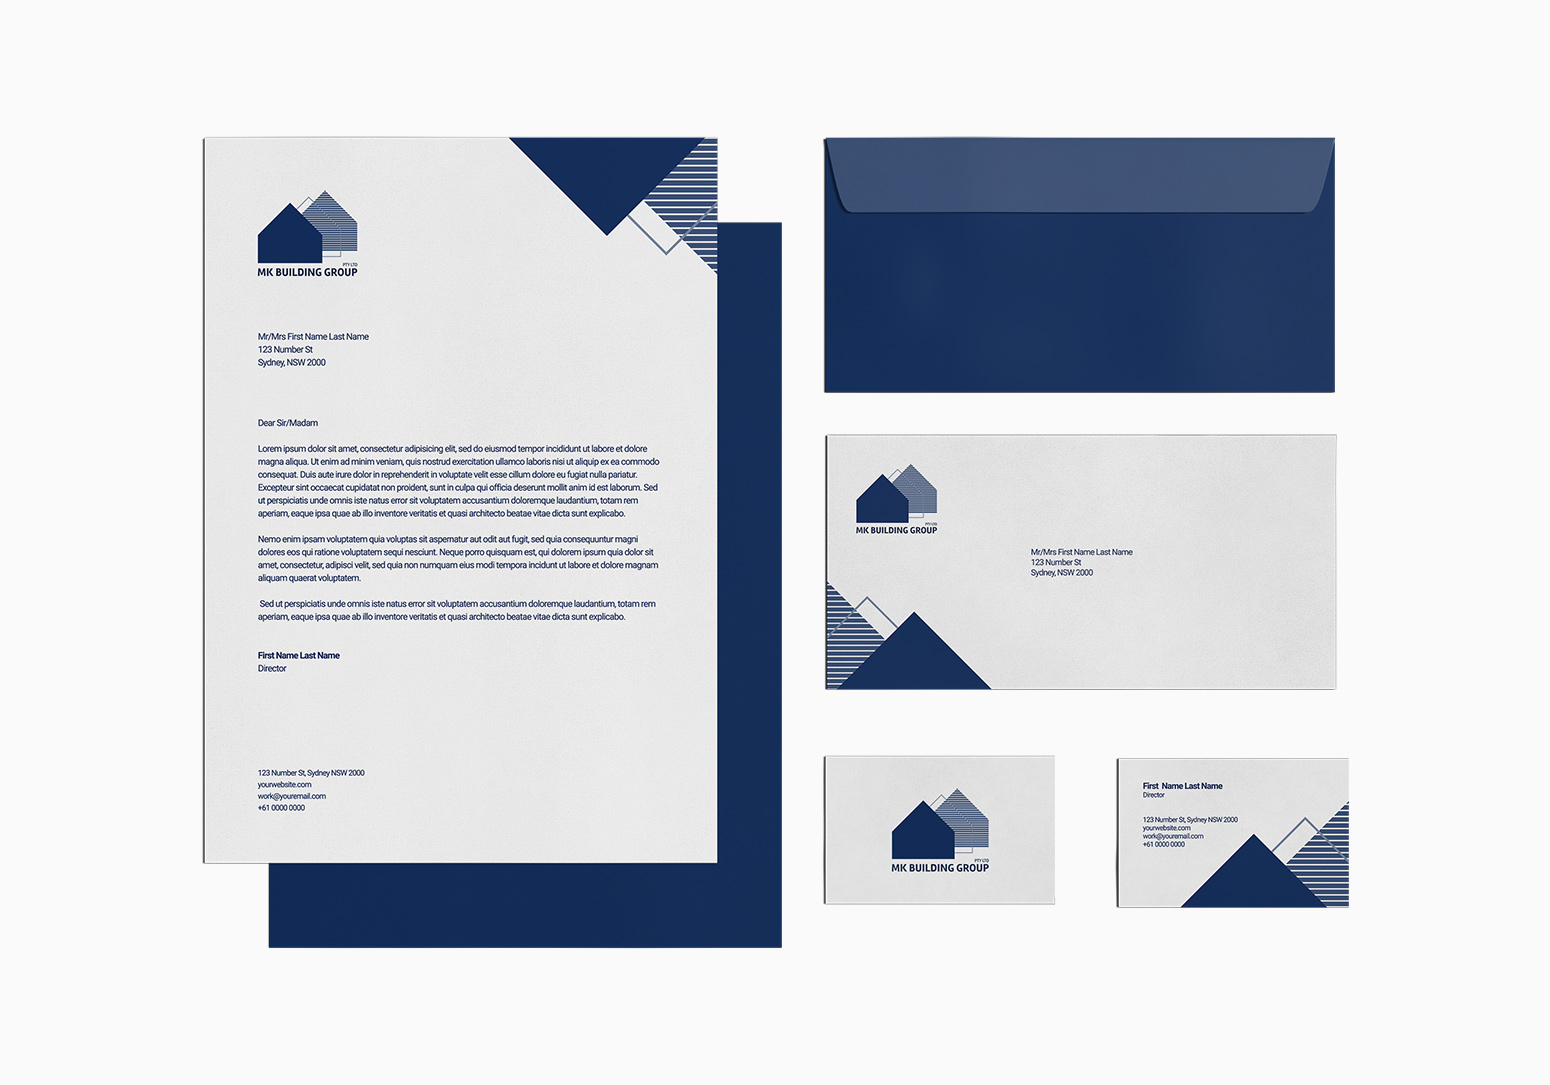 PTY LTD
MK BUILDING GROUP
Mr/Mrs First Name Last Name
123 Number St
Sydney, NSW 2000
Dear Sir/Madam
Lorem ipsum dolor sit amet, consectetur adipisicing elit, sed do eiusmod tempor incididunt ut labore et dolore
magna aliqua. Ut enim ad minim veniam, quis nostrud exercitation ullamco laboris nisi ut aliquip ex ea commodo
consequat. Duis aute irure dolor in reprehenderit in voluptate velit esse cillum dolore eu fugiat nulla pariatur.
Excepteur sint occaecat cupidatat non proident, sunt in culpa qui officia deserunt mollit anim id est laborum. Sed
ut perspiciatis unde omnis iste natus error sit voluptatem accusantium doloremque laudantium, totam rem
aperiam, eaque ipsa quae ab illo inventore veritatis et quasi architecto beatae vitae dicta sunt explicabo.
Nemo enim ipsam voluptatem quia voluptas sit aspernatur aut odit aut fugit, sed quia consequuntur magni
dolores eos qui ratione voluptatem sequi nesciunt. Neque porro quisquam est, qui dolorem ipsum quia dolor sit
amet, consectetur, adipisci velit, sed quia non numquam eius modi tempora incidunt ut labore et dolore magnam
aliquam quaerat voluptatem.
Sed ut perspiciatis unde omnis iste natus error sit voluptatem accusantium doloremque laudantium, totam rem
aperiam, eaque ipsa quae ab illo inventore veritatis et quasi architecto beatae vitae dicta sunt explicabo.
First Name Last Name
Director
123 Number St, Sydney NSW 2000
yourwebsite.com
work@youremail.com
+61 0000 0000
PTY LTD
MK BUILDING GROUP
Mr/Mrs First Name Last Name
123 Number St
Sydney, NSW 2000
PTY LTD
MK BUILDING GROUP
First Name Last Name
Director
123 Number St, Sydney NSW 2000
yourwebsite.com
work@youremail.com
+61 0000 0000